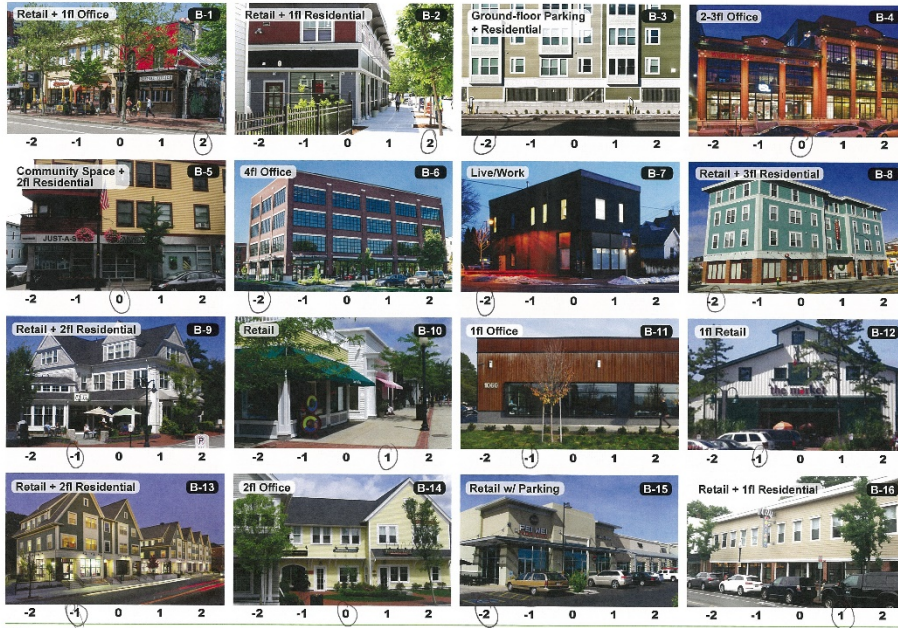 Retail + 1fl Office B-1
-2 -1 0 1 2
Retail + 1fl Residential B-2
-2 -1 0 1 2
Ground-floor Parking
+ Residential B-3
-2 -1 0 1 2
2-3fl Office B-4
-2 -1 0 1 2
Community Space +
2fl Residential B-5
JUST-A-S
-2 -1 0 1 2
4fl Office B-6
-2 -1 0 1 2
Live/Work B-7
-2 -1 0 1 2
Retail + 3fl Residential B-8
-2 -1 0 1 2
Retail + 2fl Residential B-9
P
-2 -1 0 1 2
Retail B-10
-2 -1 0 1 2
1fl Office B-11
1060
-2 -1 0 1 2
1fl Retail B-12
the market
-2 -1 0 1 2
Retail + 2fl Residential B-13
-2 -1 0 1 2
2fl Office B-14
-2 -1 0 1 2
Retail w/ Parking B-15
-2 -1 0 1 2
Retail + 1fl Residential B-16
-2 -1 0 1 2